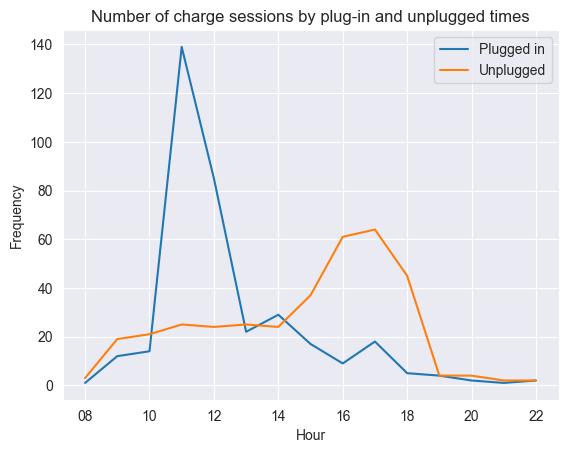 Number of charge sessions by plug-in and unplugged times
Plugged in
Unplugged
140
120
100
80
60
40
20
0
Frequency
08 10 12 14 16 18 20 22
Hour